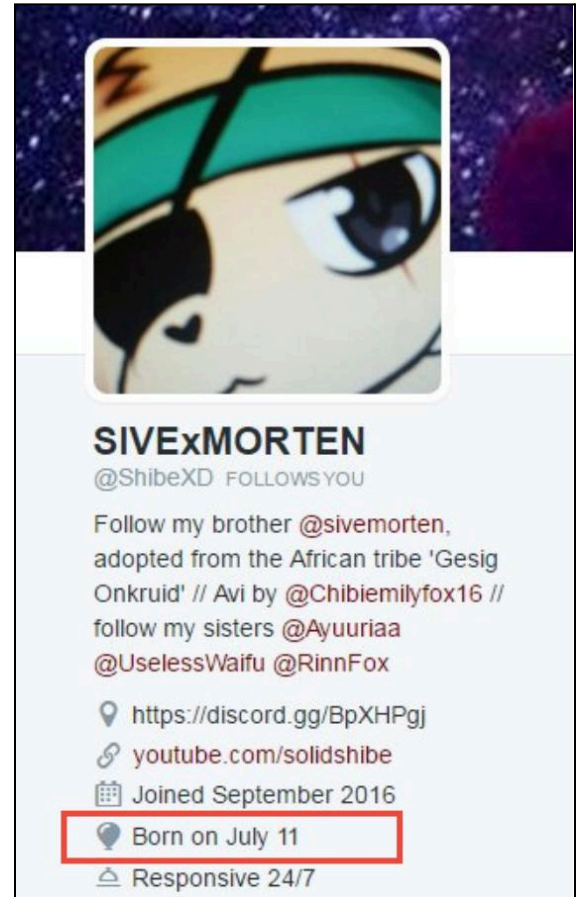 SIVExMORTEN
@ShibeXD FOLLOWS YOU
Follow my brother @sivemorten,
adopted from the African tribe 'Gesig
Onkruid' // Avi by @Chibiemilyfox16 //
follow my sisters @Ayuuriaa
@UselessWaifu @RinnFox
https://discord.gg/BpXHPgj
youtube.com/solidshibe
Joined September 2016
Born on July 11
Responsive 24/7